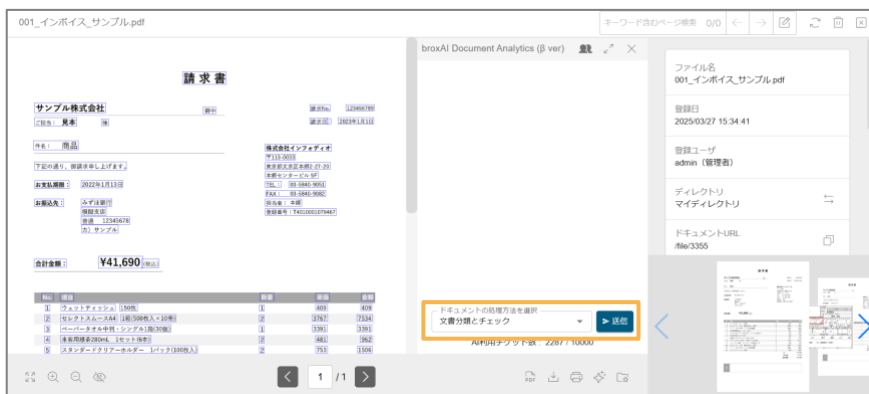 001_インボイス_サンプル.pdf
キーワード含むページ検索 0/0
請求書
サンプル株式会社 御中
ご担当: 見本 様
請求No. 123456789
請求日: 2023年1月1日
件名: 商品
下記の通り、御請求申し上げます。
お支払期限: 2022年1月13日
お振込先: みずほ銀行
銀座支店
普通 12345678
カ)サンプル
株式会社インフォディオ
〒113-0033
東京都文京区本郷2-27-20
本郷センタービル 5F
TEL: 03-5840-9051
FAX: 03-5840-9082
担当者: 本郷
登録番号:T4010001079467
合計金額: ¥41,690 (税込)
No. 項目 数量 単価 金額
1 ウェットティッシュ 150枚 1 409 409
2 セレクトスムースA4 1箱(500枚入×10冊) 2 3767 7534
3 ペーパータオル中判・シングル1箱(30個) 1 3391 3391
4 来客用緑茶280mL 1セット(6本) 2 481 962
5 スタンダードクリアーホルダー 1パック(100枚入) 2 753 1506
1 /1
broxAI Document Analytics (β ver)
ドキュメントの処理方法を選択
文書分類とチェック
送信
AI利用チケット数: 2287 / 10000
ファイル名
001_インボイス_サンプル.pdf
登録日
2025/03/27 15:34:41
登録ユーザ
admin(管理者)
ディレクトリ
マイディレクトリ
ドキュメントURL
/file/3355
PDF